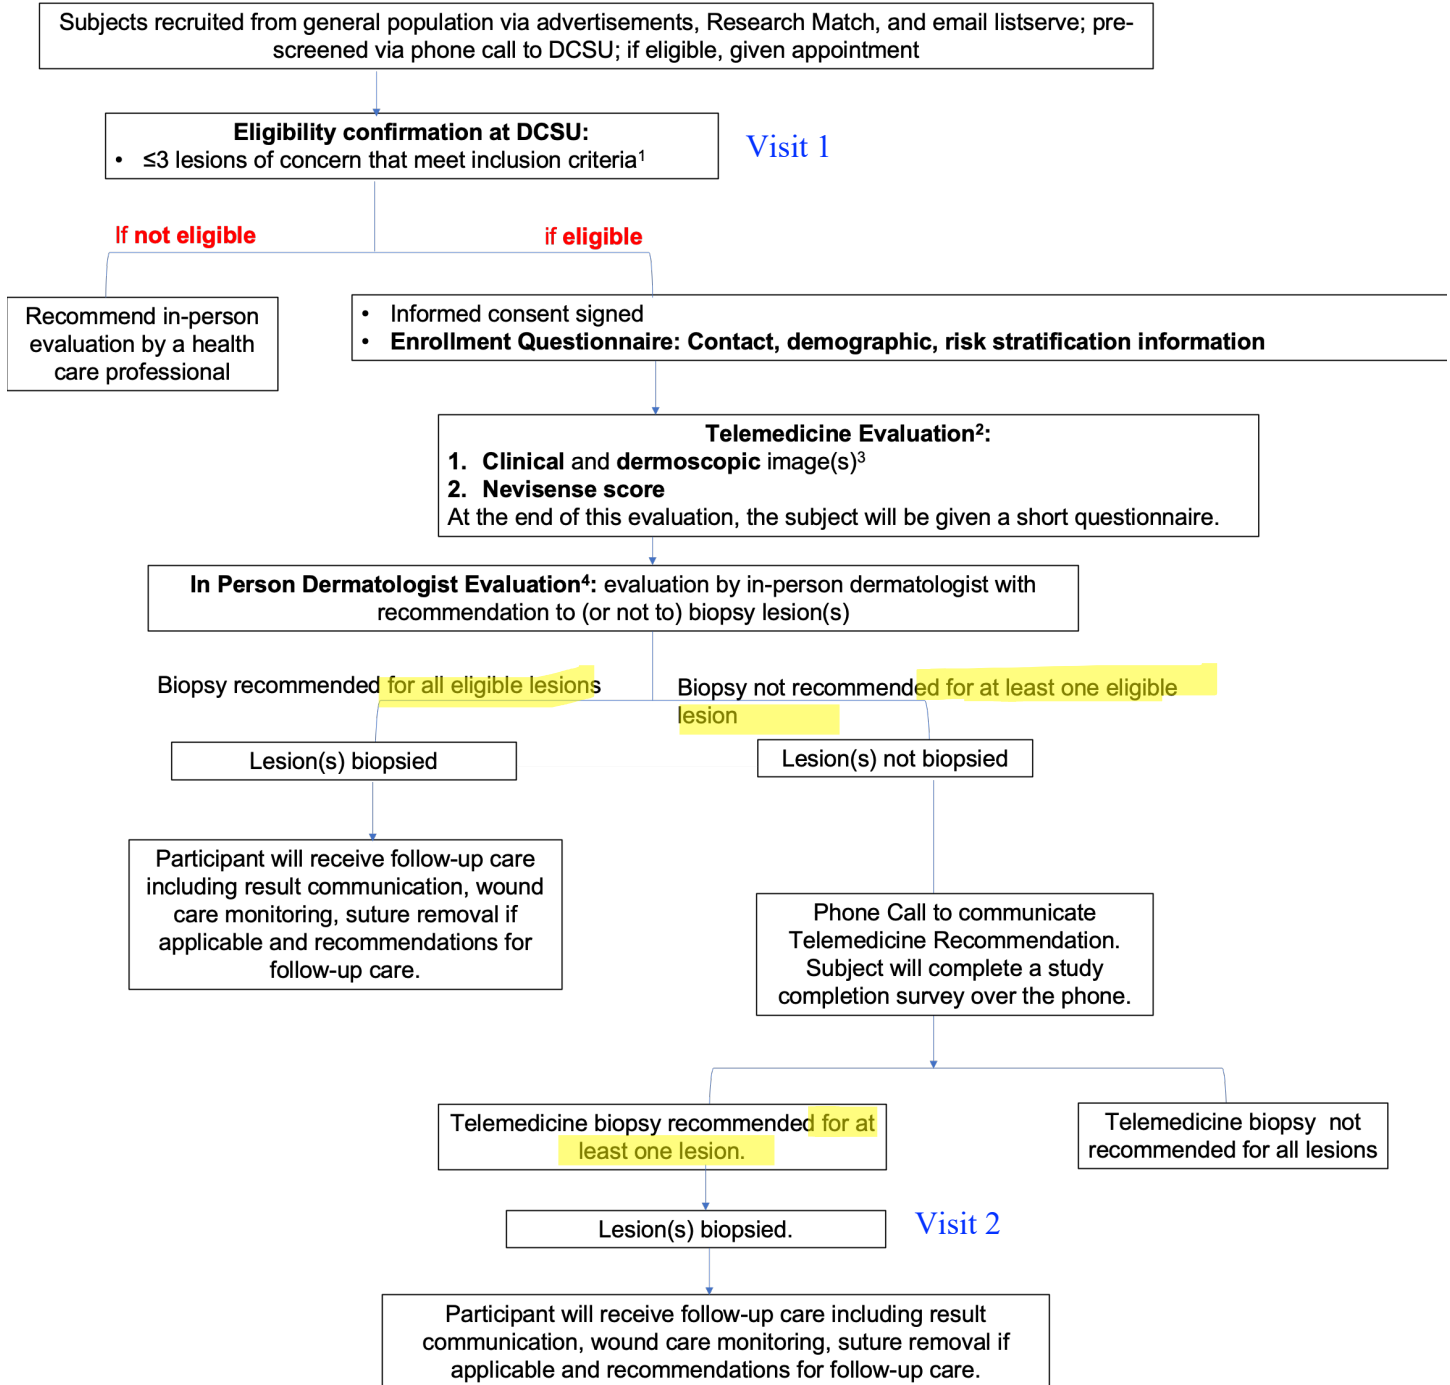 Subjects recruited from general population via advertisements, Research Match, and email listserve; pre-
screened via phone call to DCSU; if eligible, given appointment
Eligibility confirmation at DCSU:
• ≤3 lesions of concern that meet inclusion criteria¹
Visit 1
If not eligible
if eligible
Recommend in-person
evaluation by a health
care professional
• Informed consent signed
• Enrollment Questionnaire: Contact, demographic, risk stratification information
Telemedicine Evaluation²:
1. Clinical and dermoscopic image(s)³
2. Nevisense score
At the end of this evaluation, the subject will be given a short questionnaire.
In Person Dermatologist Evaluation⁴: evaluation by in-person dermatologist with
recommendation to (or not to) biopsy lesion(s)
Biopsy recommended for all eligible lesions
Biopsy not recommended for at least one eligible
lesion
Lesion(s) biopsied
Lesion(s) not biopsied
Participant will receive follow-up care
including result communication, wound
care monitoring, suture removal if
applicable and recommendations for
follow-up care.
Phone Call to communicate
Telemedicine Recommendation.
Subject will complete a study
completion survey over the phone.
Telemedicine biopsy recommended for at
least one lesion.
Telemedicine biopsy not
recommended for all lesions
Lesion(s) biopsied.
Visit 2
Participant will receive follow-up care including result
communication, wound care monitoring, suture removal if
applicable and recommendations for follow-up care.